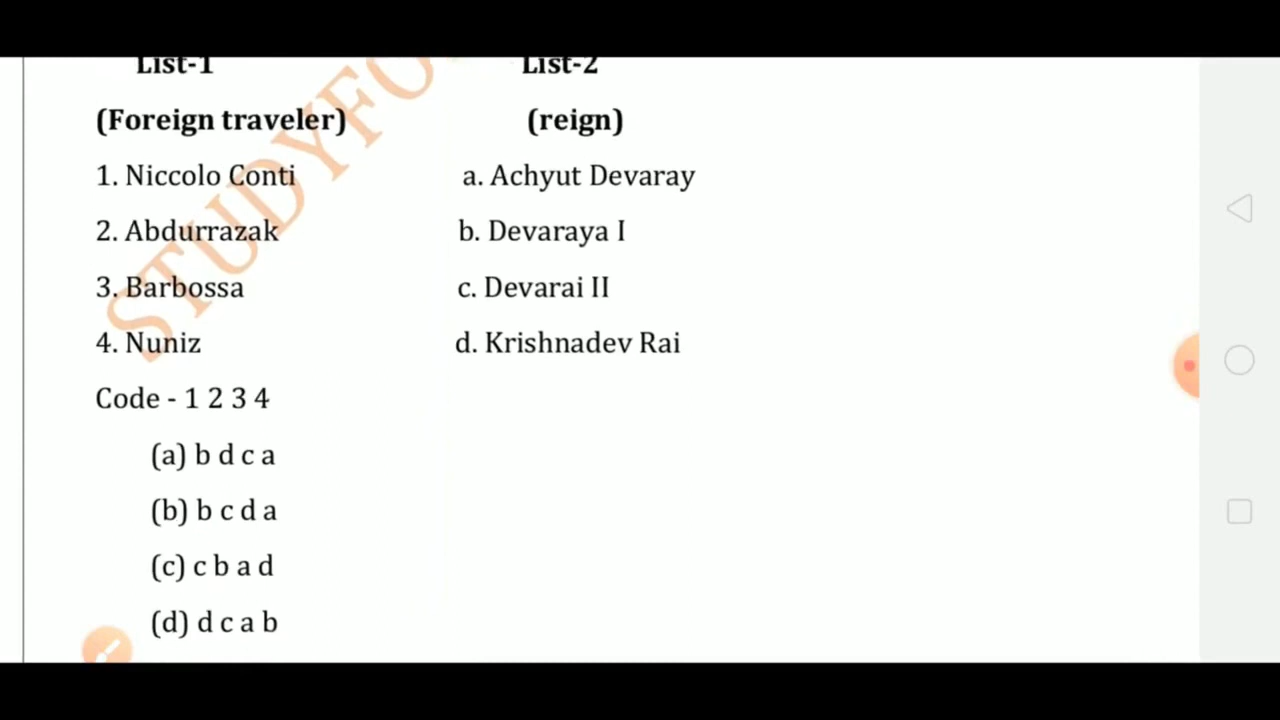 List-1 List-2
(Foreign traveler) (reign)
1. Niccolo Conti a. Achyut Devaray
2. Abdurrazak b. Devaraya I
3. Barbossa c. Devarai II
4. Nuniz d. Krishnadev Rai
Code - 1 2 3 4
(a) b d c a
(b) b c d a
(c) c b a d
(d) d c a b
STUDYFO